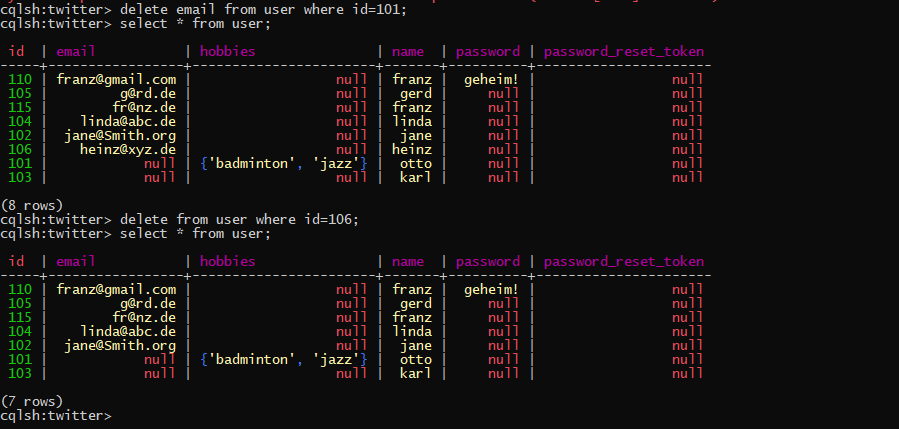 cqlsh:twitter> delete email from user where id=101;
cqlsh:twitter> select * from user;
 id  | email           | hobbies               | name  | password | password_reset_token
-----+-----------------+-----------------------+-------+----------+----------------------
 110 | franz@gmail.com |                  null | franz |  geheim! |                 null
 105 |         g@rd.de |                  null |  gerd |     null |                 null
 115 |        fr@nz.de |                  null | franz |     null |                 null
 104 |    linda@abc.de |                  null | linda |     null |                 null
 102 |  jane@Smith.org |                  null |  jane |     null |                 null
 106 |    heinz@xyz.de |                  null | heinz |     null |                 null
 101 |            null | {'badminton', 'jazz'} |  otto |     null |                 null
 103 |            null |                  null |  karl |     null |                 null
(8 rows)
cqlsh:twitter> delete from user where id=106;
cqlsh:twitter> select * from user;
 id  | email           | hobbies               | name  | password | password_reset_token
-----+-----------------+-----------------------+-------+----------+----------------------
 110 | franz@gmail.com |                  null | franz |  geheim! |                 null
 105 |         g@rd.de |                  null |  gerd |     null |                 null
 115 |        fr@nz.de |                  null | franz |     null |                 null
 104 |    linda@abc.de |                  null | linda |     null |                 null
 102 |  jane@Smith.org |                  null |  jane |     null |                 null
 101 |            null | {'badminton', 'jazz'} |  otto |     null |                 null
 103 |            null |                  null |  karl |     null |                 null
(7 rows)
cqlsh:twitter>